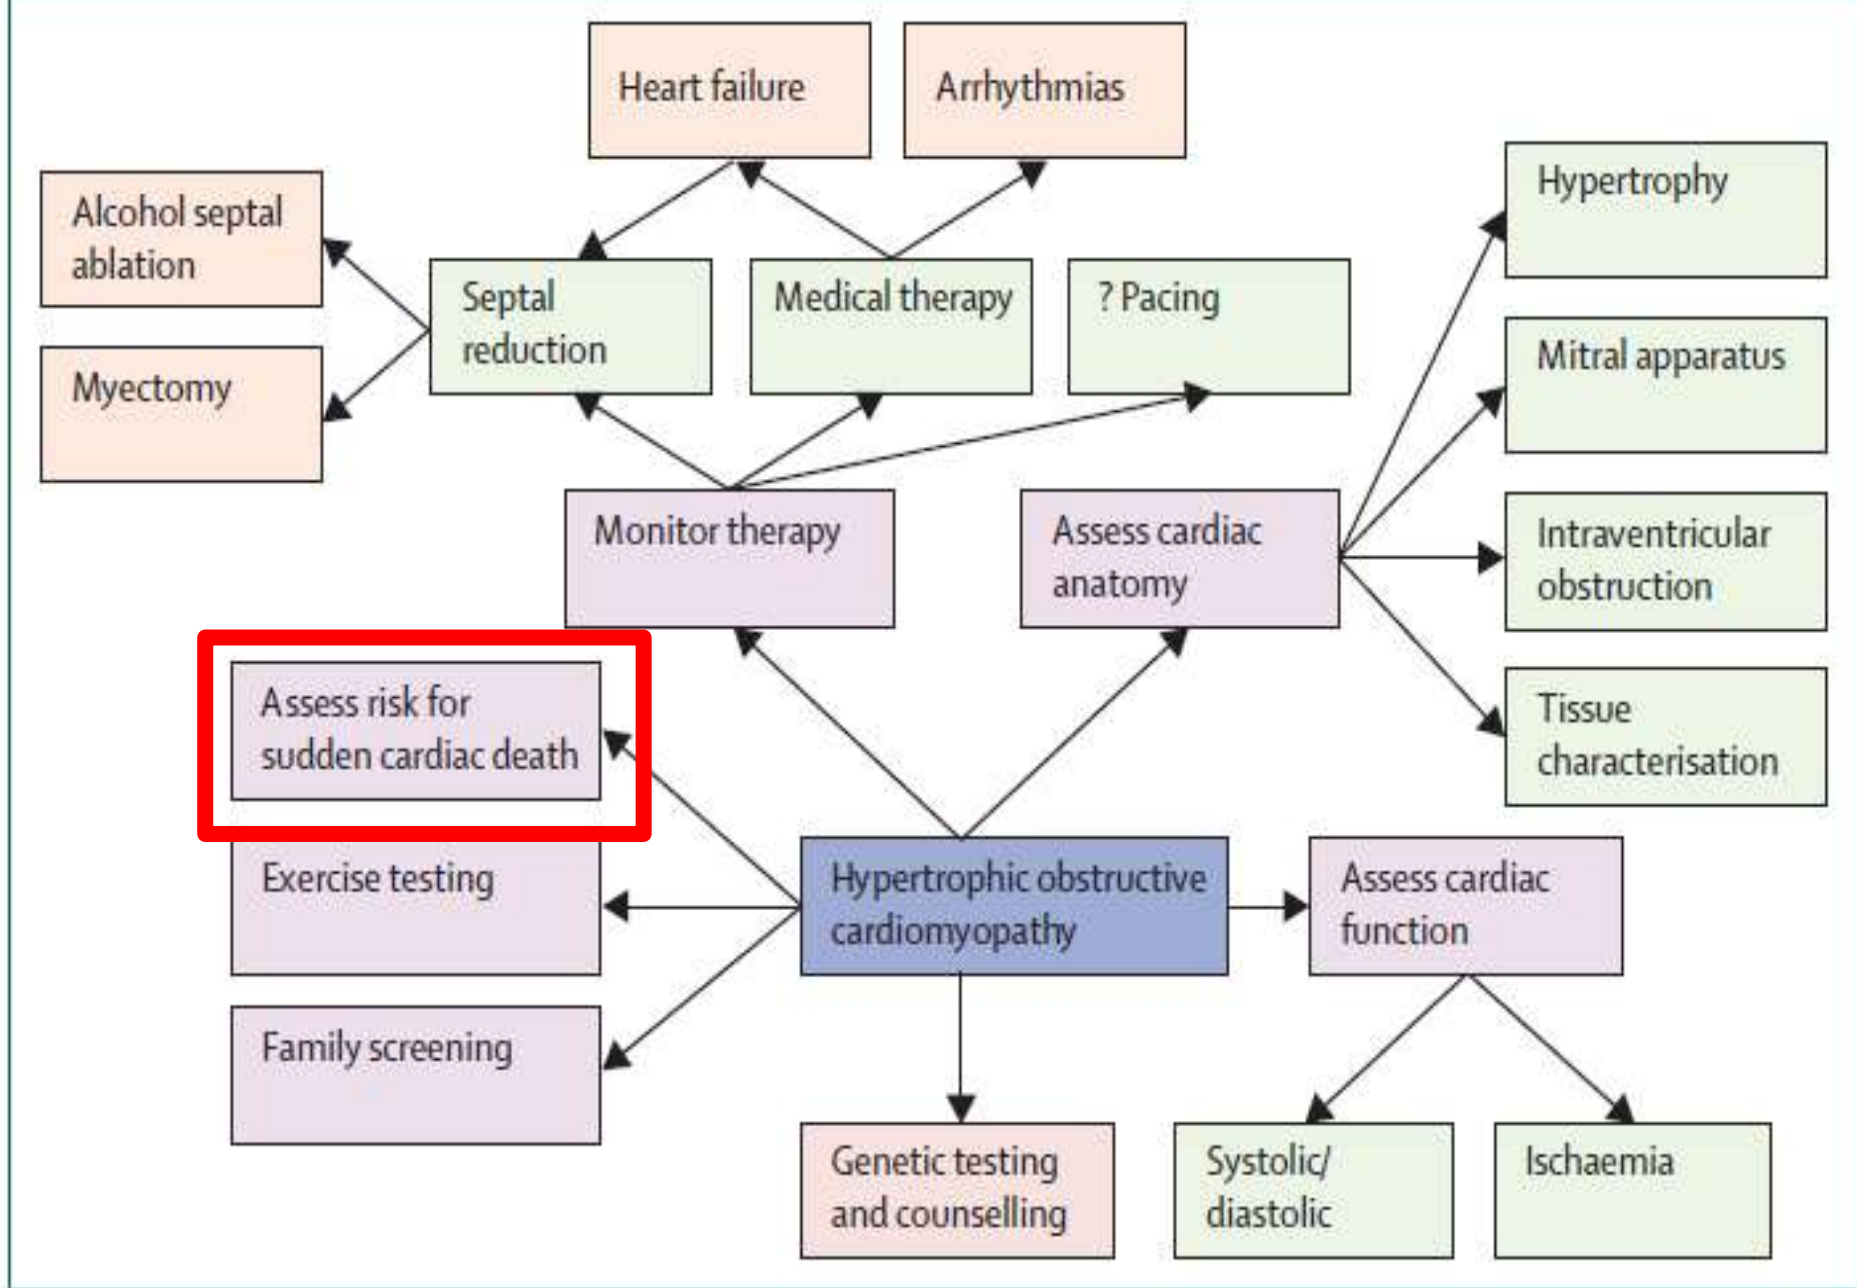 Heart failure
Arrhythmias
Hypertrophy
Alcohol septal
ablation
Septal
reduction
Medical therapy
? Pacing
Mitral apparatus
Myectomy
Monitor therapy
Assess cardiac
anatomy
Intraventricular
obstruction
Assess risk for
sudden cardiac death
Tissue
characterisation
Exercise testing
Hypertrophic obstructive
cardiomyopathy
Assess cardiac
function
Family screening
Genetic testing
and counselling
Systolic/
diastolic
Ischaemia